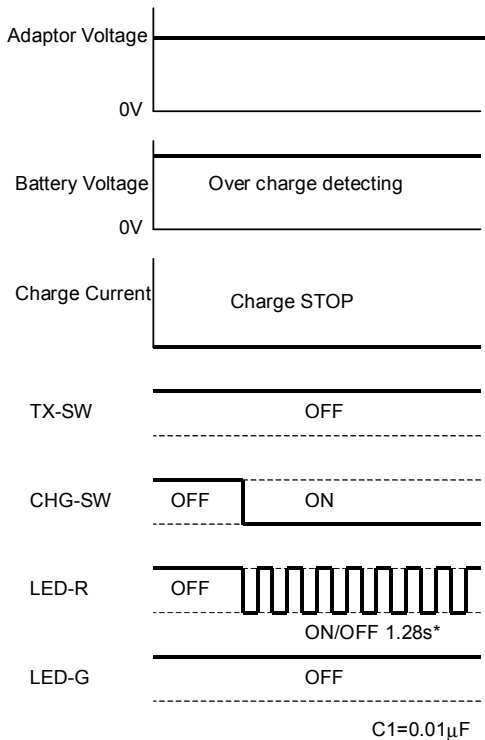 Adaptor Voltage
0V
Battery Voltage
Over charge detecting
0V
Charge Current
Charge STOP
TX-SW
OFF
CHG-SW
OFF
ON
LED-R
OFF
ON/OFF 1.28s*
LED-G
OFF
C1=0.01μF